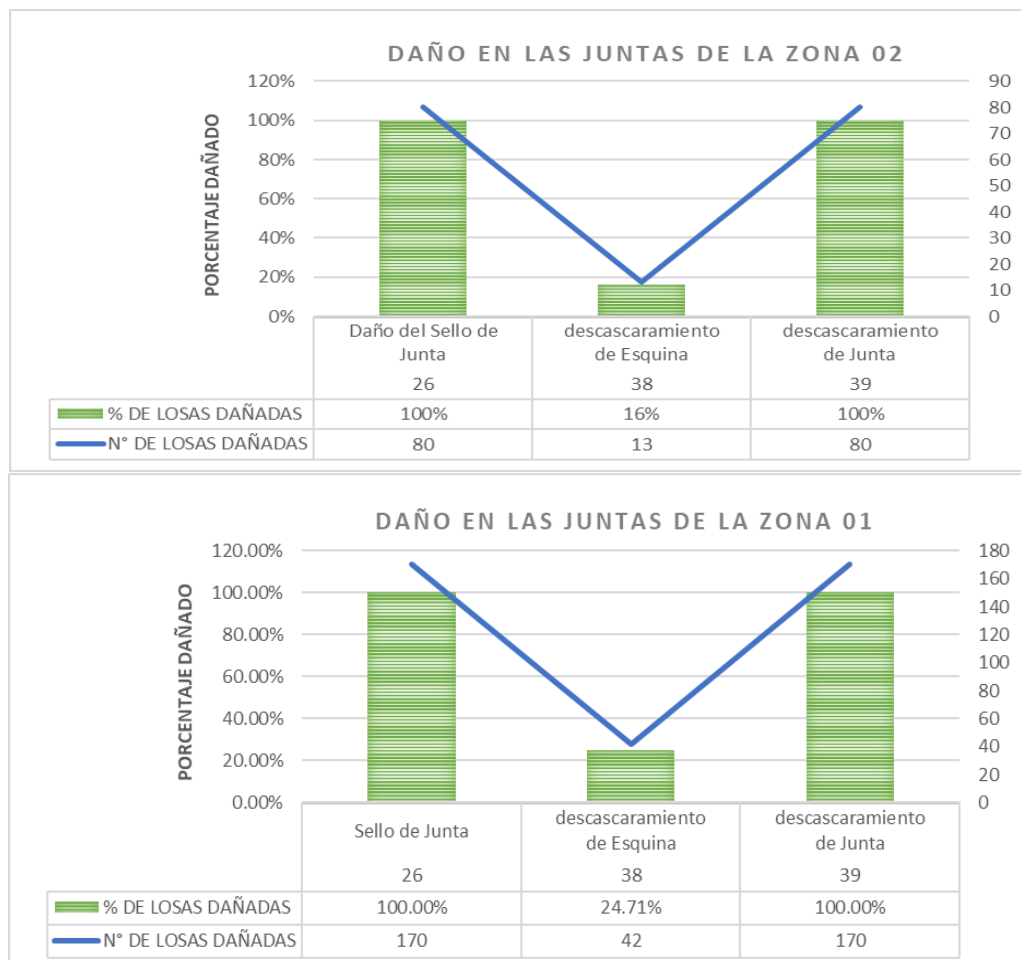 DAÑO EN LAS JUNTAS DE LA ZONA 02
PORCENTAJE DAÑADO
120%
100%
80%
60%
40%
20%
0%
90
80
70
60
50
40
30
20
10
0
Daño del Sello de Junta
descascaramiento de Esquina
descascaramiento de Junta
26 38 39
% DE LOSAS DAÑADAS 100% 16% 100%
N° DE LOSAS DAÑADAS 80 13 80
DAÑO EN LAS JUNTAS DE LA ZONA 01
PORCENTAJE DAÑADO
120.00%
100.00%
80.00%
60.00%
40.00%
20.00%
0.00%
180
160
140
120
100
80
60
40
20
0
Sello de Junta
descascaramiento de Esquina
descascaramiento de Junta
26 38 39
% DE LOSAS DAÑADAS 100.00% 24.71% 100.00%
N° DE LOSAS DAÑADAS 170 42 170